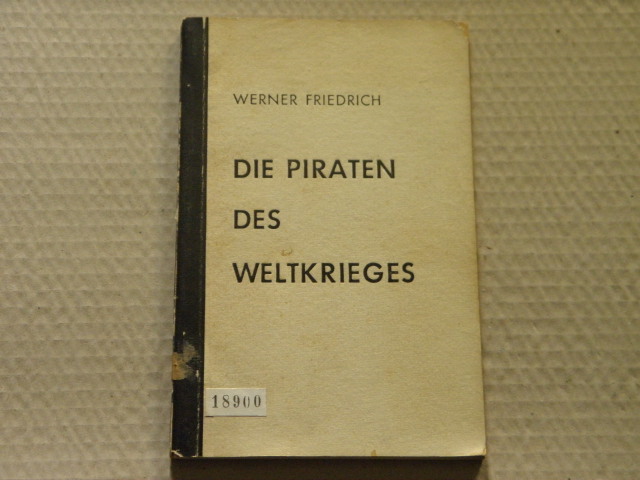 WERNER FRIEDRICH
DIE PIRATEN
DES
WELTKRIEGES
18900